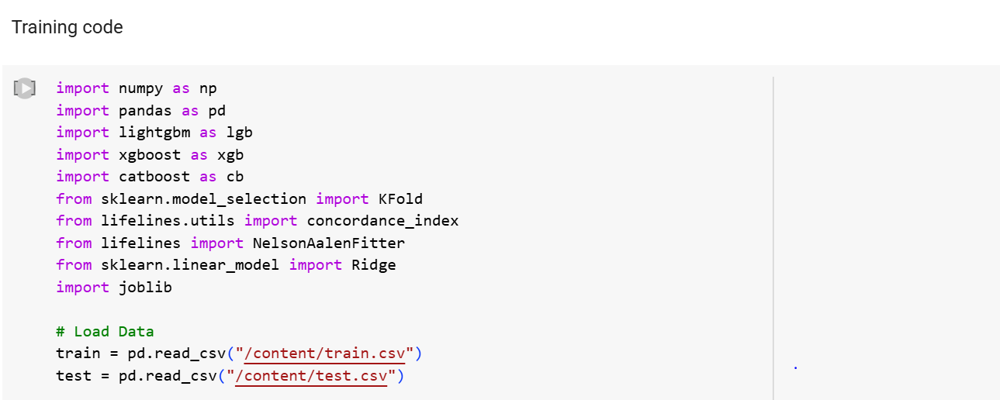 Training code
import numpy as np
import pandas as pd
import lightgbm as lgb
import xgboost as xgb
import catboost as cb
from sklearn.model_selection import KFold
from lifelines.utils import concordance_index
from lifelines import NelsonAalenFitter
from sklearn.linear_model import Ridge
import joblib
# Load Data
train = pd.read_csv("/content/train.csv")
test = pd.read_csv("/content/test.csv")